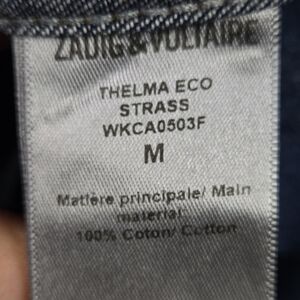 ZADIG&VOLTAIRE
THELMA ECO
STRASS
WKCA0503F
M
Matière principale/ Main
material:
100% Coton/ Cotton